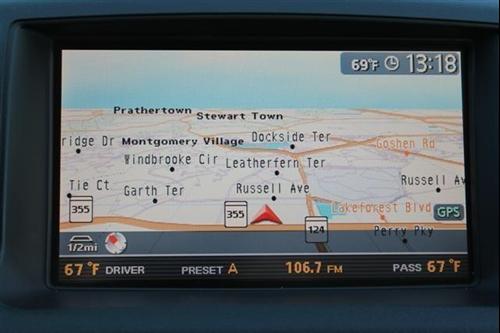 69°F 13:18
Prathertown
Stewart Town
ridge Dr
Montgomery Village
Dockside Ter
Goshen Rd
Windbrooke Cir
Leatherfern Ter
Tie Ct
Garth Ter
Russell Ave
Russell Av
355
355
Lakeforest Blvd
GPS
124
Perry Pky
1/2mi
67°F DRIVER PRESET A 106.7 FM PASS 67°F